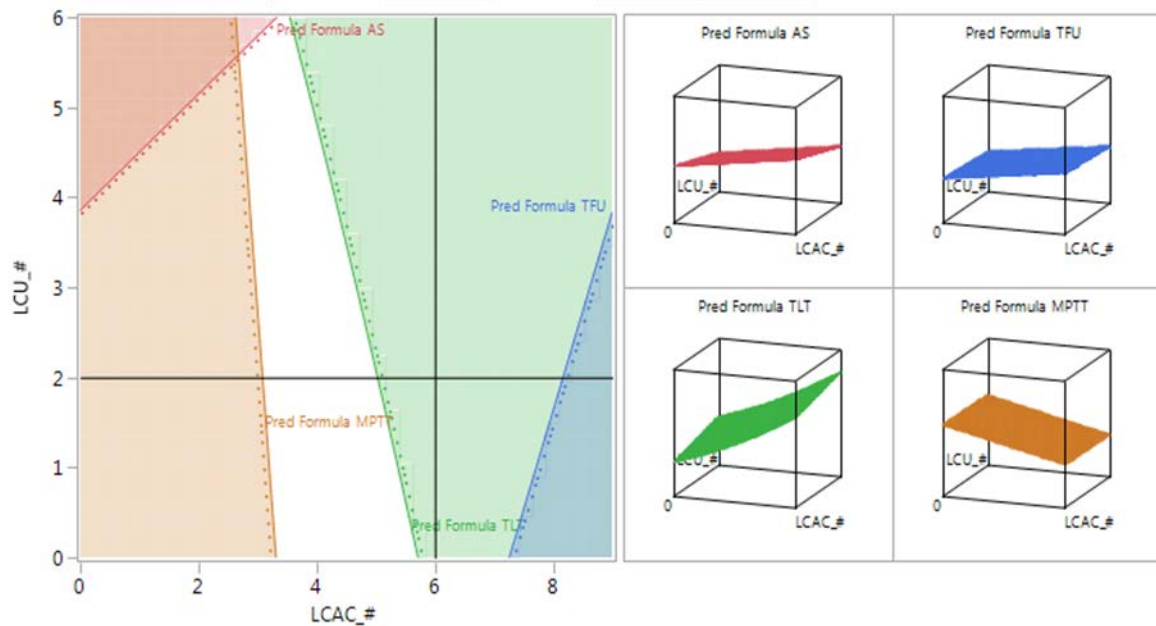 6
5
4
3
2
1
0
LCU_#
0
2
4
6
8
LCAC_#
Pred Formula AS
Pred Formula TFU
Pred Formula MPTT
Pred Formula TLT
Pred Formula AS
LCU_#
0
LCAC_#
Pred Formula TFU
LCU_#
0
LCAC_#
Pred Formula TLT
LCU_#
0
LCAC_#
Pred Formula MPTT
LCU_#
0
LCAC_#